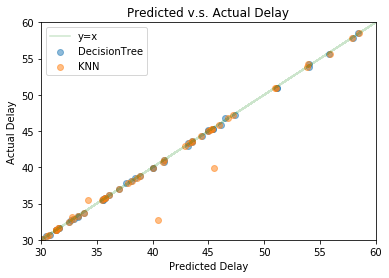 Predicted v.s. Actual Delay
60
55
50
45
40
35
30
Actual Delay
y=x
DecisionTree
KNN
30 35 40 45 50 55 60
Predicted Delay